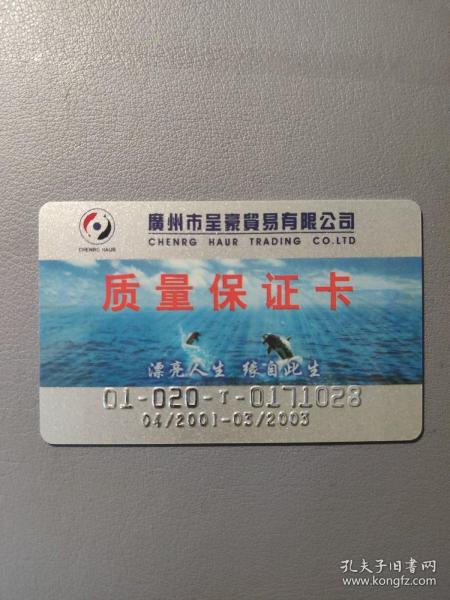 廣州市呈豪貿易有限公司
CHENRG HAUR TRADING CO.LTD
CHENRG HAUR
质量保证卡
漂亮人生 缘自此生
01-020-T-0171028
04/2001-03/2003
孔夫子旧书网
www.kongfz.com